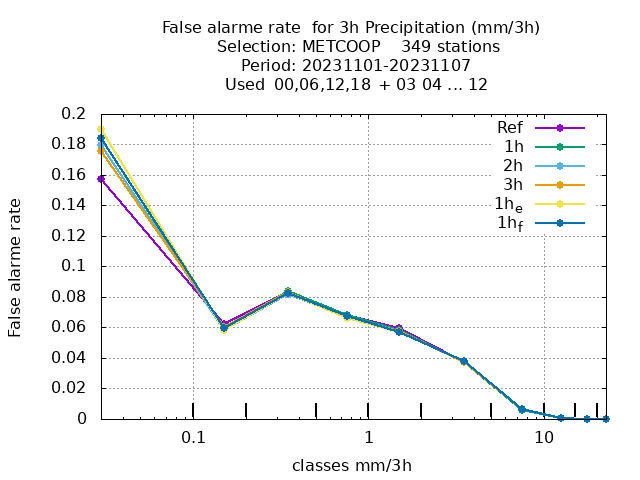 False alarme rate  for 3h Precipitation (mm/3h)
Selection: METCOOP    349 stations
Period: 20231101-20231107
Used  00,06,12,18 + 03 04 ... 12
False alarme rate
0.2
0.18
0.16
0.14
0.12
0.1
0.08
0.06
0.04
0.02
0
Ref
1h
2h
3h
1he
1hf
0.1
1
10
classes mm/3h